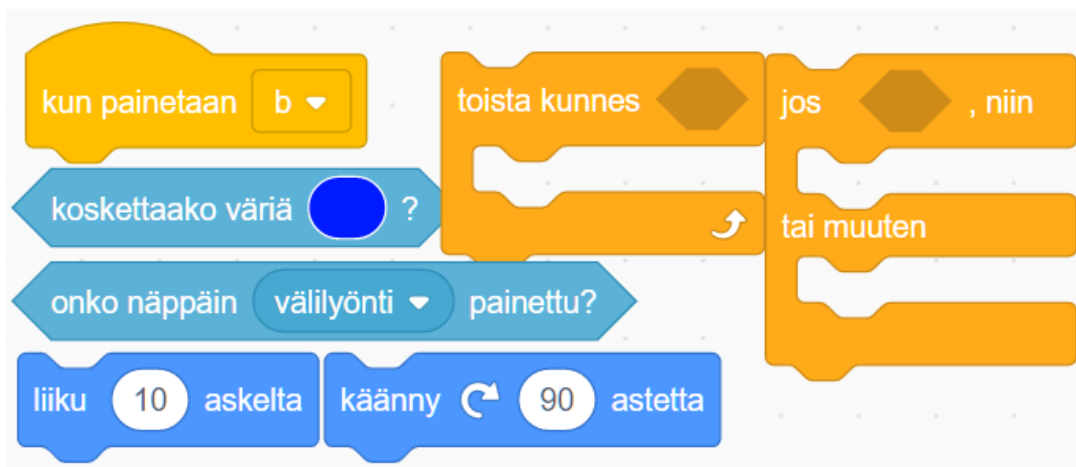 kun painetaan b
toista kunnes
jos , niin
koskettaako väriä ?
tai muuten
onko näppäin välilyönti painettu?
liiku 10 askelta
käänny 90 astetta